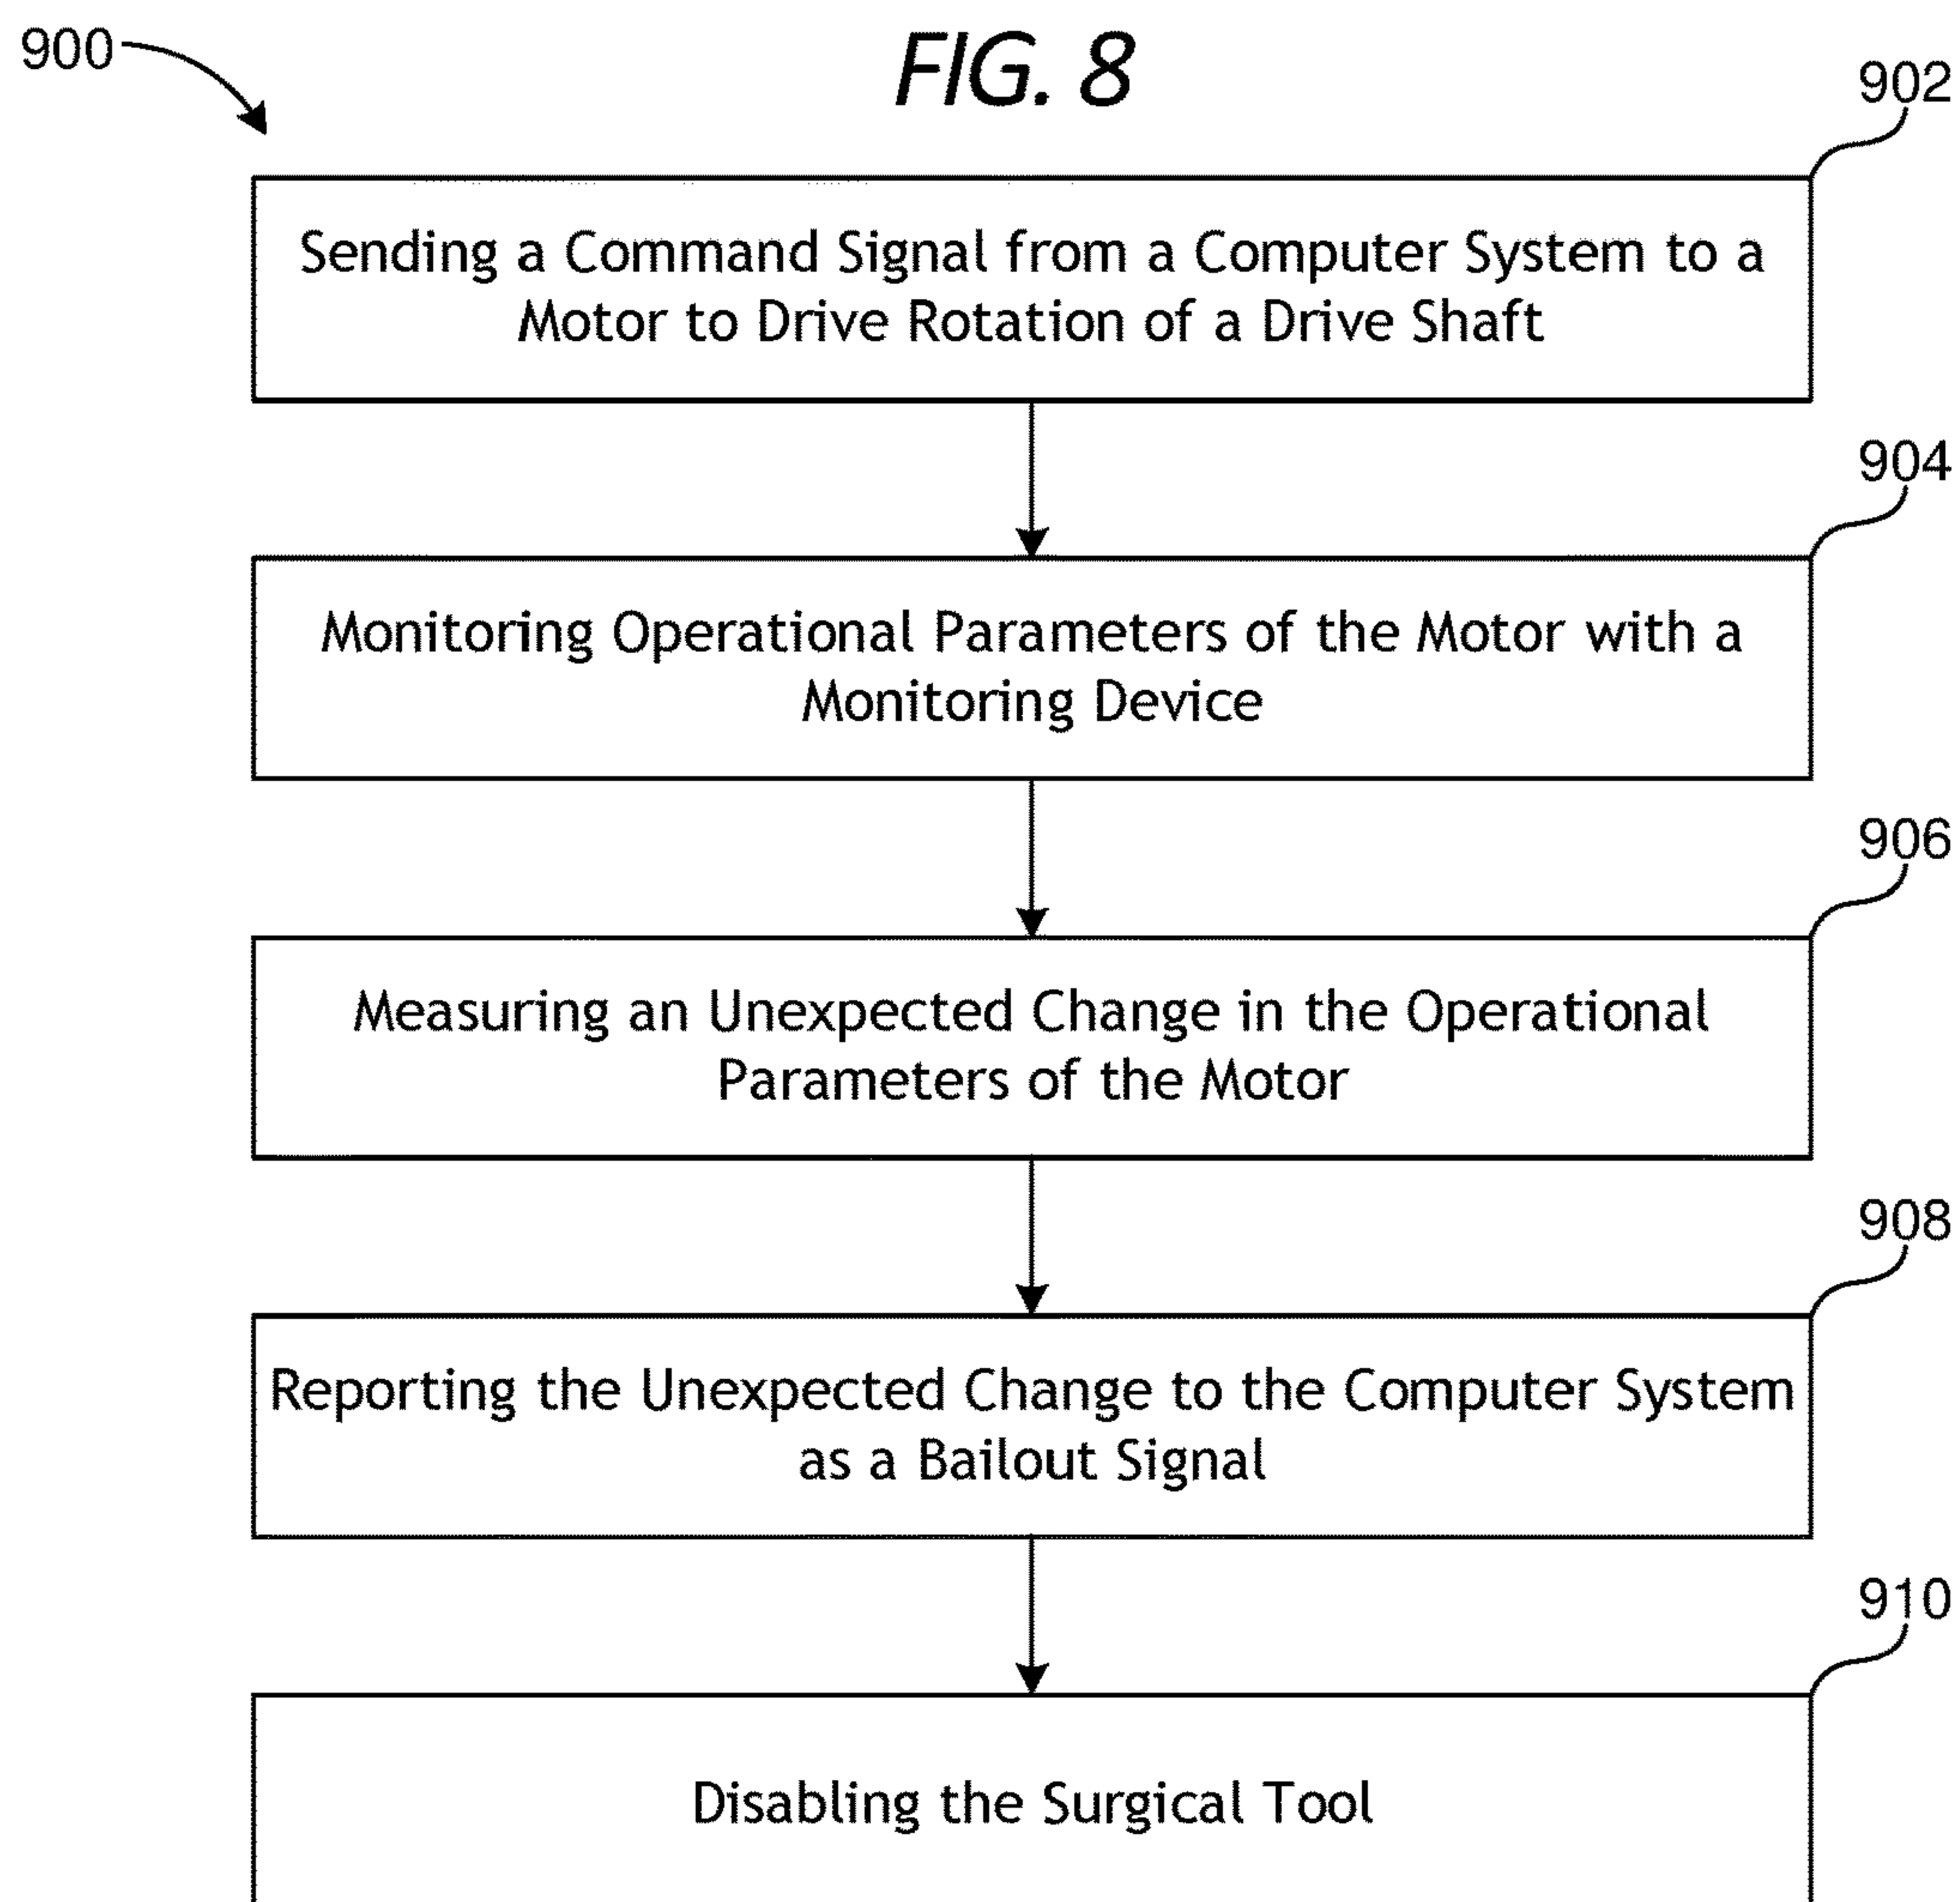 900
FIG. 8
902
Sending a Command Signal from a Computer System to a
Motor to Drive Rotation of a Drive Shaft
904
Monitoring Operational Parameters of the Motor with a
Monitoring Device
906
Measuring an Unexpected Change in the Operational
Parameters of the Motor
908
Reporting the Unexpected Change to the Computer System
as a Bailout Signal
910
Disabling the Surgical Tool